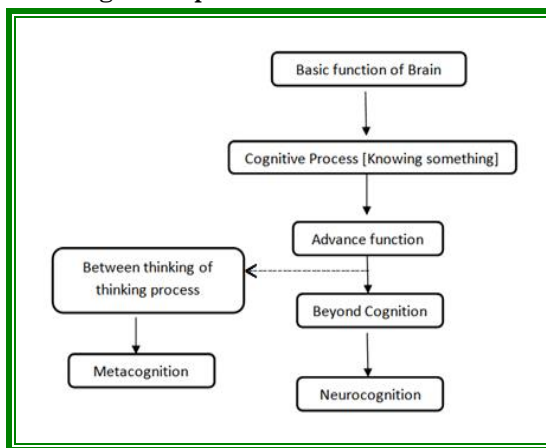 Basic function of Brain
Cognitive Process [Knowing something]
Advance function
Between thinking of
thinking process
Beyond Cognition
Metacognition
Neurocognition